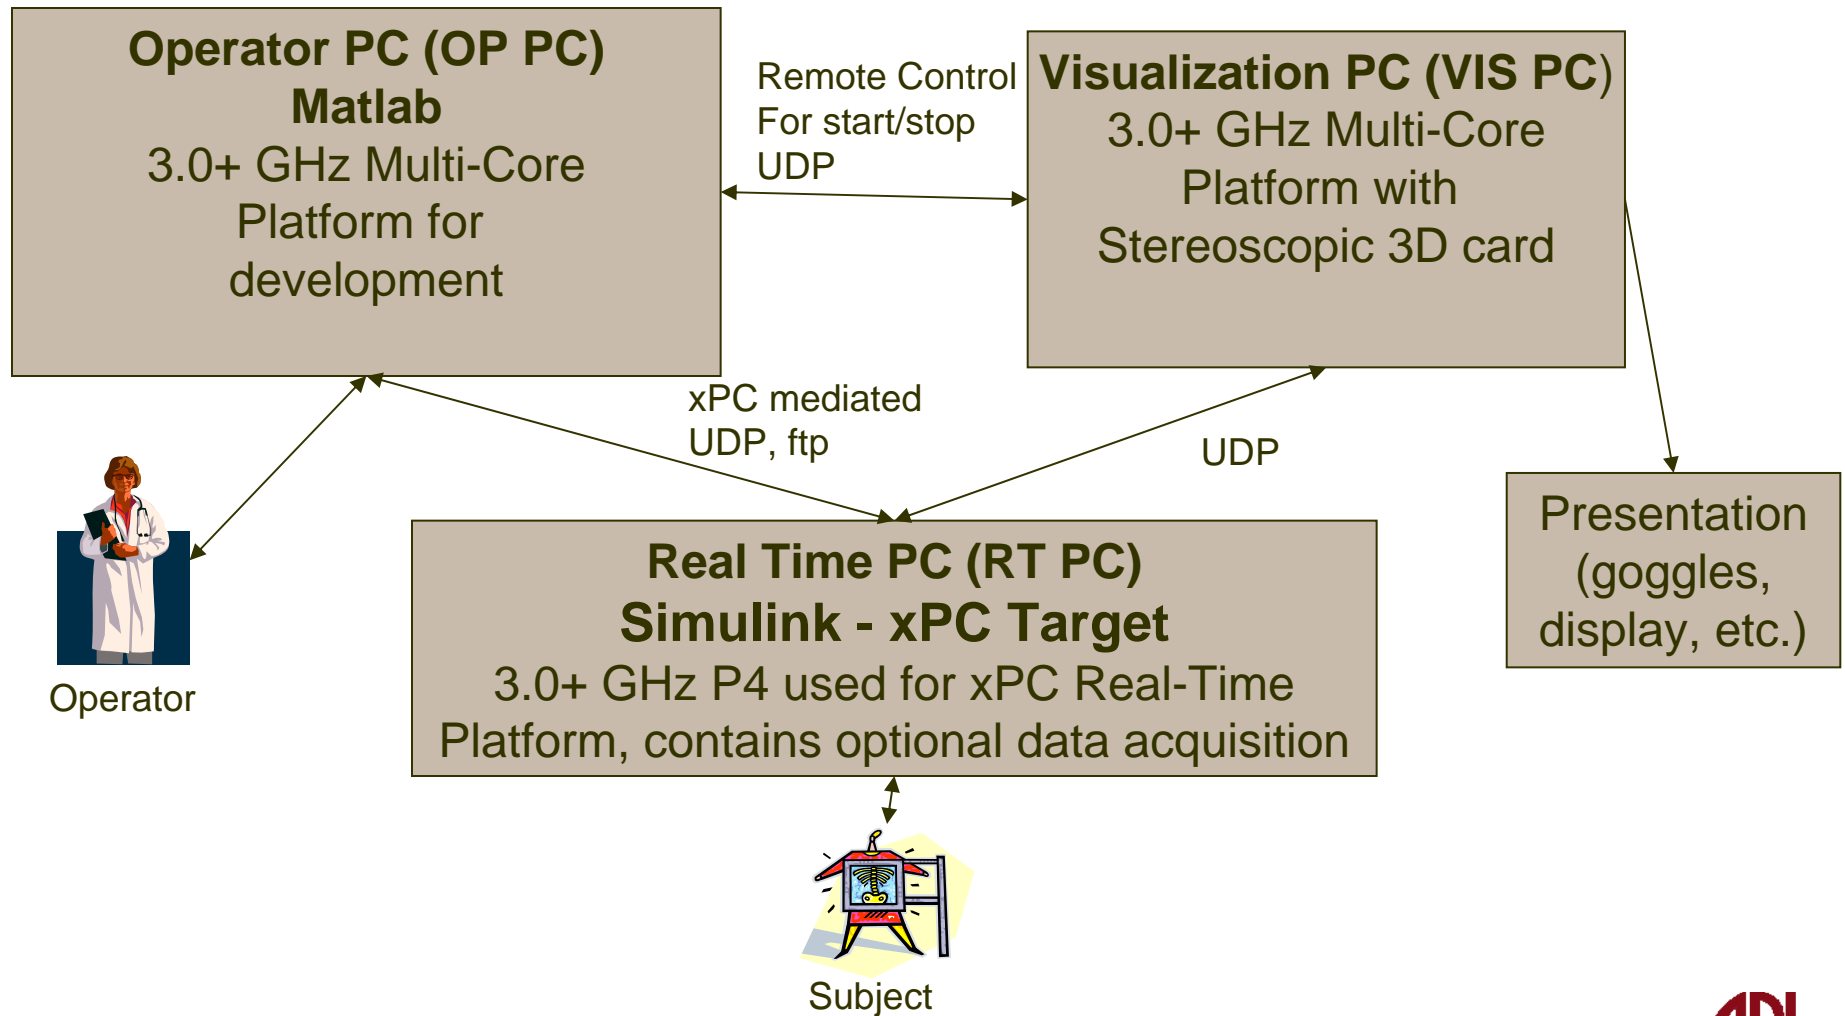 Operator PC (OP PC)
Matlab
3.0+ GHz Multi-Core
Platform for
development
Remote Control
For start/stop
UDP
Visualization PC (VIS PC)
3.0+ GHz Multi-Core
Platform with
Stereoscopic 3D card
xPC mediated
UDP, ftp
UDP
Operator
Real Time PC (RT PC)
Simulink - xPC Target
3.0+ GHz P4 used for xPC Real-Time
Platform, contains optional data acquisition
Presentation
(goggles,
display, etc.)
Subject